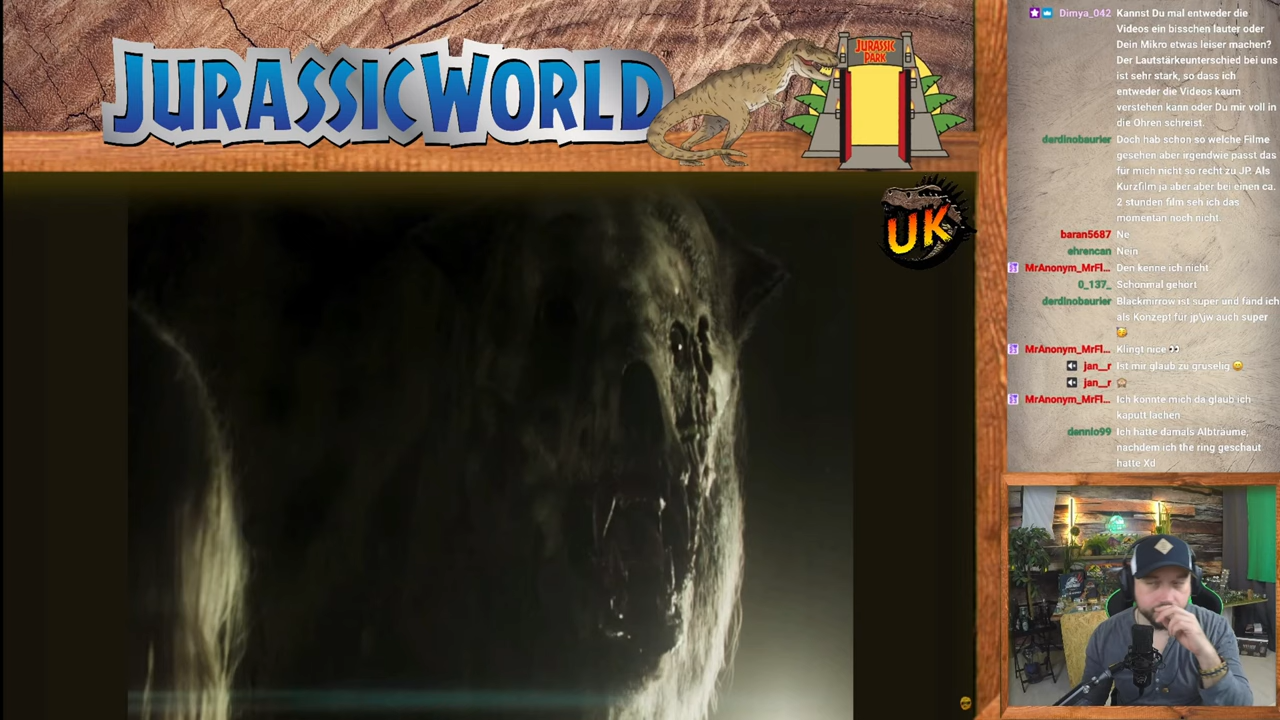 JURASSIC WORLD
JURASSIC
PARK
UK
Dimya_042 Kannst Du mal entweder die
Videos ein bisschen lauter oder
Dein Mikro etwas leiser machen?
Der Lautstärkeunterschied bei uns
ist sehr stark, so dass ich
entweder die Videos kaum
verstehen kann oder Du mir voll in
die Ohren schreist.
derdinobaurier Doch hab schon so welche Filme
gesehen aber irgendwie passt das
für mich nicht so recht zu JP. Als
Kurzfilm ja aber aber bei einen ca.
2 stunden film seh ich das
momentan noch nicht.
baran5687 Ne
ehrencan Nein
MrAnonym_MrFl... Den kenne ich nicht
0_137_ Schonmal gehört
derdinobaurier Blackmirrow ist super und fand ich
als Konzept für jp\jw auch super
MrAnonym_MrFl... Klingt nice
jan__r Ist mir glaub zu gruselig
jan__r
MrAnonym_MrFl... Ich könnte mich da glaub ich
kaputt lachen
dennio99 Ich hatte damals Albträume,
nachdem ich the ring geschaut
hatte Xd